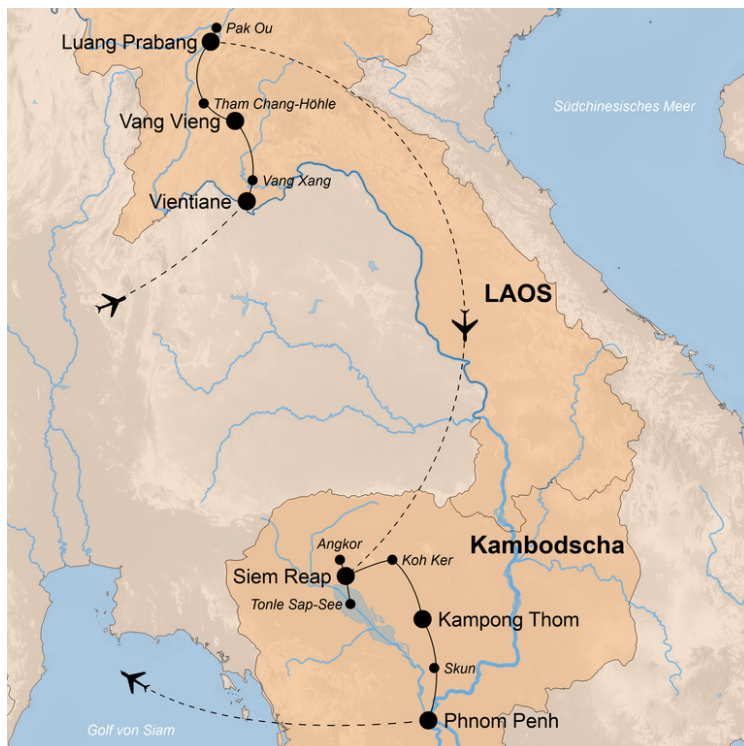 Pak Ou
Luang Prabang
Südchinesisches Meer
Tham Chang-Höhle
Vang Vieng
Vang Xang
Vientiane
LAOS
Kambodscha
Angkor
Koh Ker
Siem Reap
Tonle Sap-See
Kampong Thom
Skun
Phnom Penh
Golf von Siam